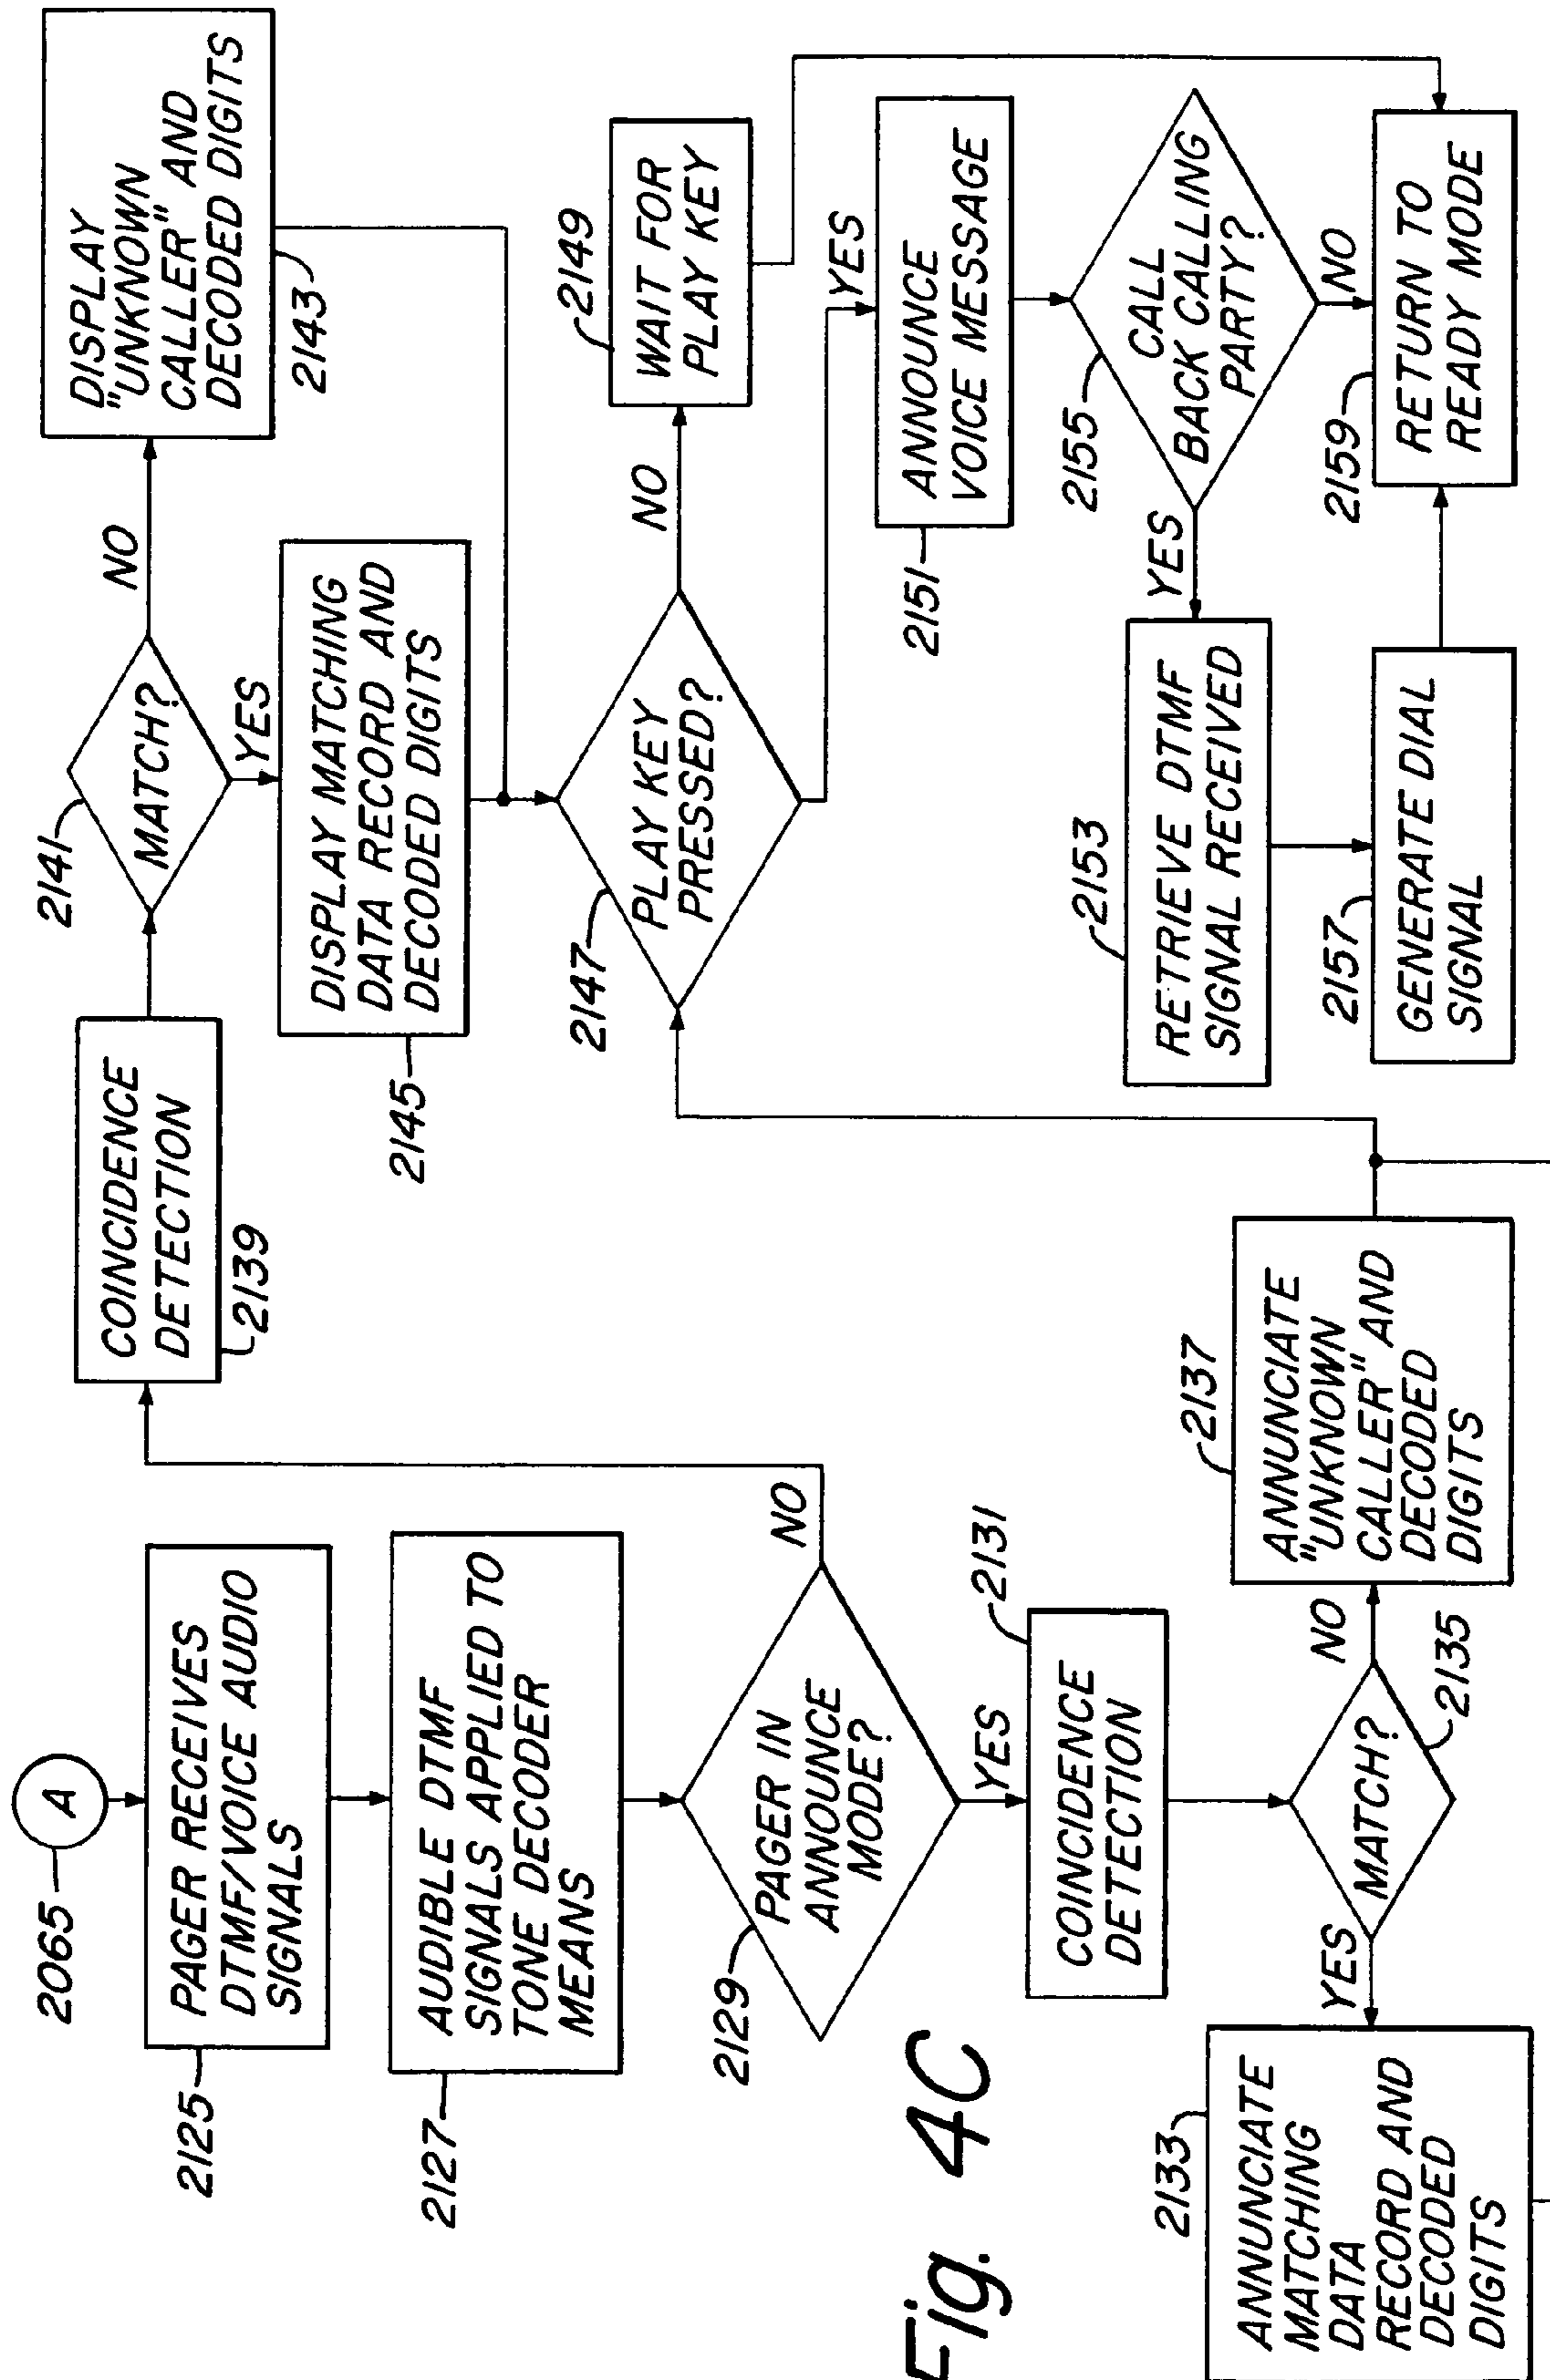 2065
A
2125
PAGER RECEIVES
DTMF/VOICE AUDIO
SIGNALS
2127
AUDIBLE DTMF
SIGNALS APPLIED TO
TONE DECODER
MEANS
2129
PAGER IN
ANNOUNCE
MODE?
NO
YES
2131
COINCIDENCE
DETECTION
MATCH?
2135
YES
NO
2133
ANNUNCIATE
MATCHING
DATA
RECORD AND
DECODED
DIGITS
2137
ANNUNCIATE
"UNKNOWN
CALLER" AND
DECODED
DIGITS
COINCIDENCE
DETECTION
2139
2141
MATCH?
NO
YES
DISPLAY
"UNKNOWN
CALLER" AND
DECODED DIGITS
2143
DISPLAY MATCHING
DATA RECORD AND
DECODED DIGITS
2145
2147
PLAY KEY
PRESSED?
NO
YES
2149
WAIT FOR
PLAY KEY
ANNOUNCE
VOICE MESSAGE
2151
2155
CALL
BACK CALLING
PARTY?
YES
NO
2153
RETRIEVE DTMF
SIGNAL RECEIVED
2157
GENERATE DIAL
SIGNAL
2159
RETURN TO
READY MODE
Fig. 4C